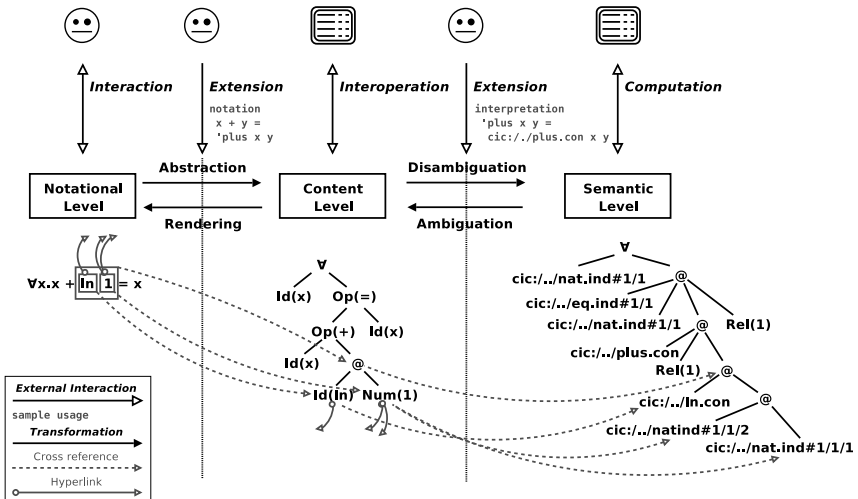 Interaction
Extension
Interoperation
Extension
Computation
notation
x + y =
'plus x y
interpretation
'plus x y =
cic:/./plus.con x y
Abstraction
Disambiguation
Notational
Level
Content
Level
Semantic
Level
Rendering
Ambiguation
∀x.x + ln 1 = x
∀
Id(x) Op(=)
Op(+) Id(x)
Id(x) @
Id(ln) Num(1)
∀
cic:/../nat.ind#1/1 @
cic:/../eq.ind#1/1
cic:/../nat.ind#1/1 @ Rel(1)
cic:/../plus.con
Rel(1) @
cic:/../ln.con @
cic:/../natind#1/1/2
cic:/../nat.ind#1/1/1
External Interaction
sample usage
Transformation
Cross reference
Hyperlink